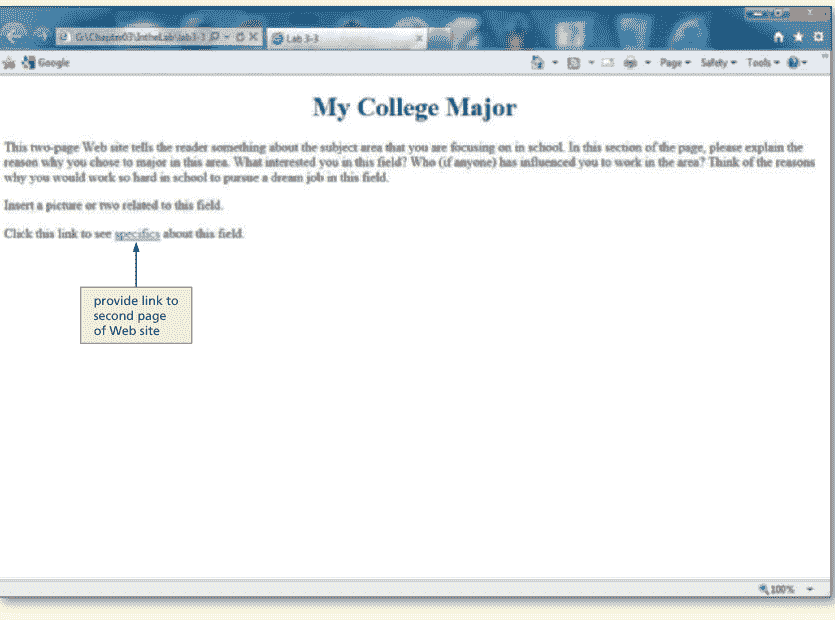 Lab 3-3
Google
Page Safety Tools
My College Major
This two-page Web site tells the reader something about the subject area that you are focusing on in school. In this section of the page, please explain the
reason why you chose to major in this area. What interested you in this field? Who (if anyone) has influenced you to work in the area? Think of the reasons
why you would work so hard in school to pursue a dream job in this field.
Insert a picture or two related to this field.
Click this link to see specifics about this field.
provide link to
second page
of Web site
100%